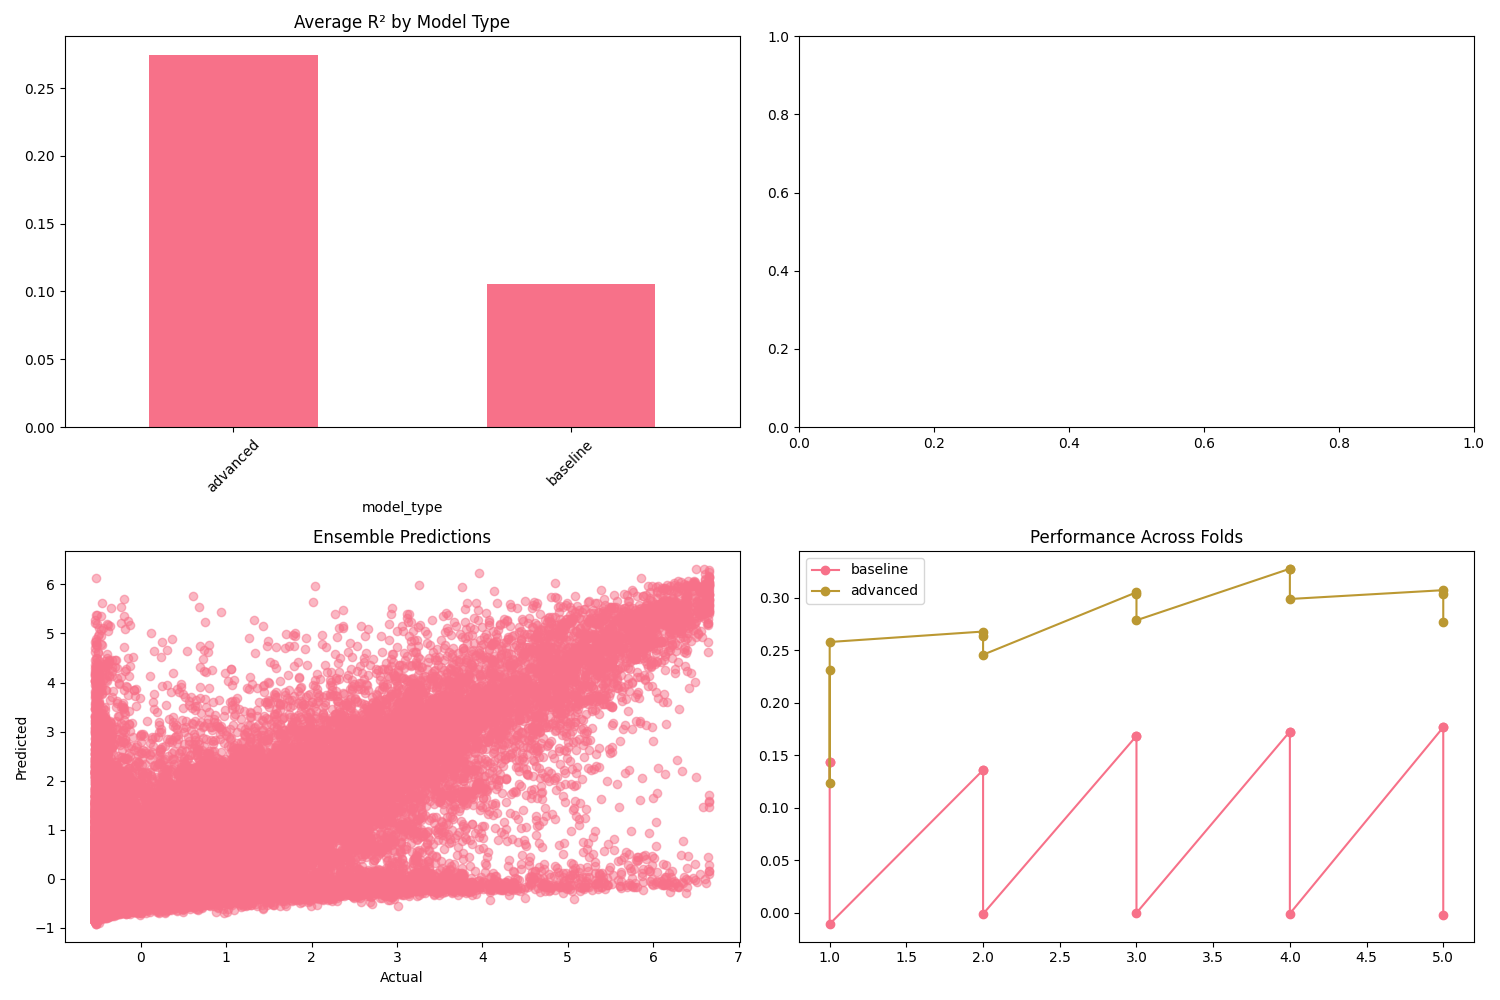 Average R² by Model Type
0.25
0.20
0.15
0.10
0.05
0.00
advanced
baseline
model_type
1.0
0.8
0.6
0.4
0.2
0.0
0.0 0.2 0.4 0.6 0.8 1.0
Ensemble Predictions
Predicted
6
5
4
3
2
1
0
−1
0 1 2 3 4 5 6 7
Actual
Performance Across Folds
baseline
advanced
0.30
0.25
0.20
0.15
0.10
0.05
0.00
1.0 1.5 2.0 2.5 3.0 3.5 4.0 4.5 5.0